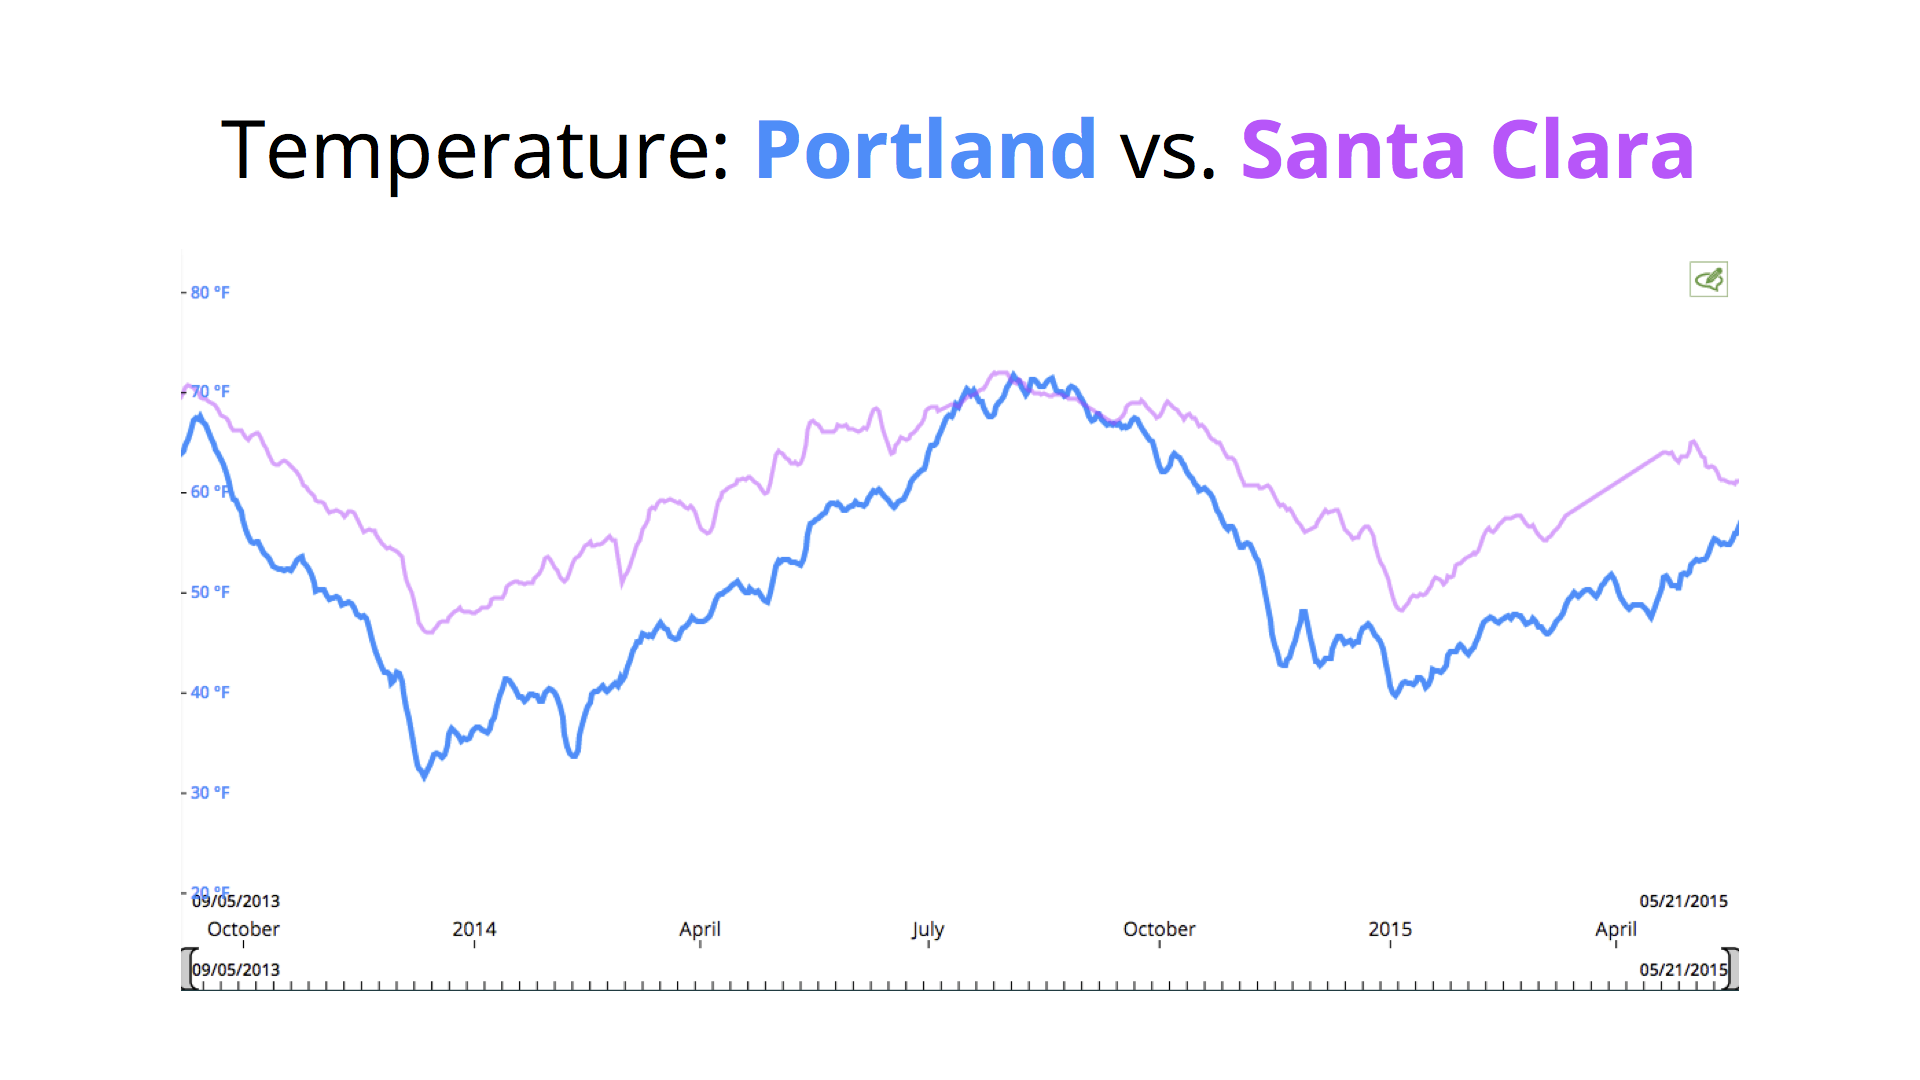 Temperature: Portland vs. Santa Clara
80 °F
70 °F
60 °F
50 °F
40 °F
30 °F
20 °F
09/05/2013 05/21/2015
October 2014 April July October 2015 April
09/05/2013 05/21/2015